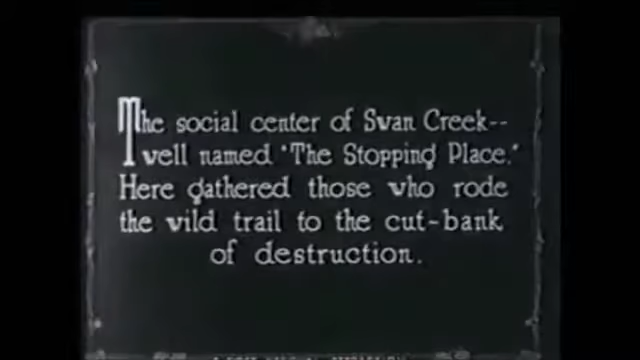 The social center of Swan Creek--
well named "The Stopping Place."
Here gathered those who rode
the wild trail to the cut-bank
of destruction.